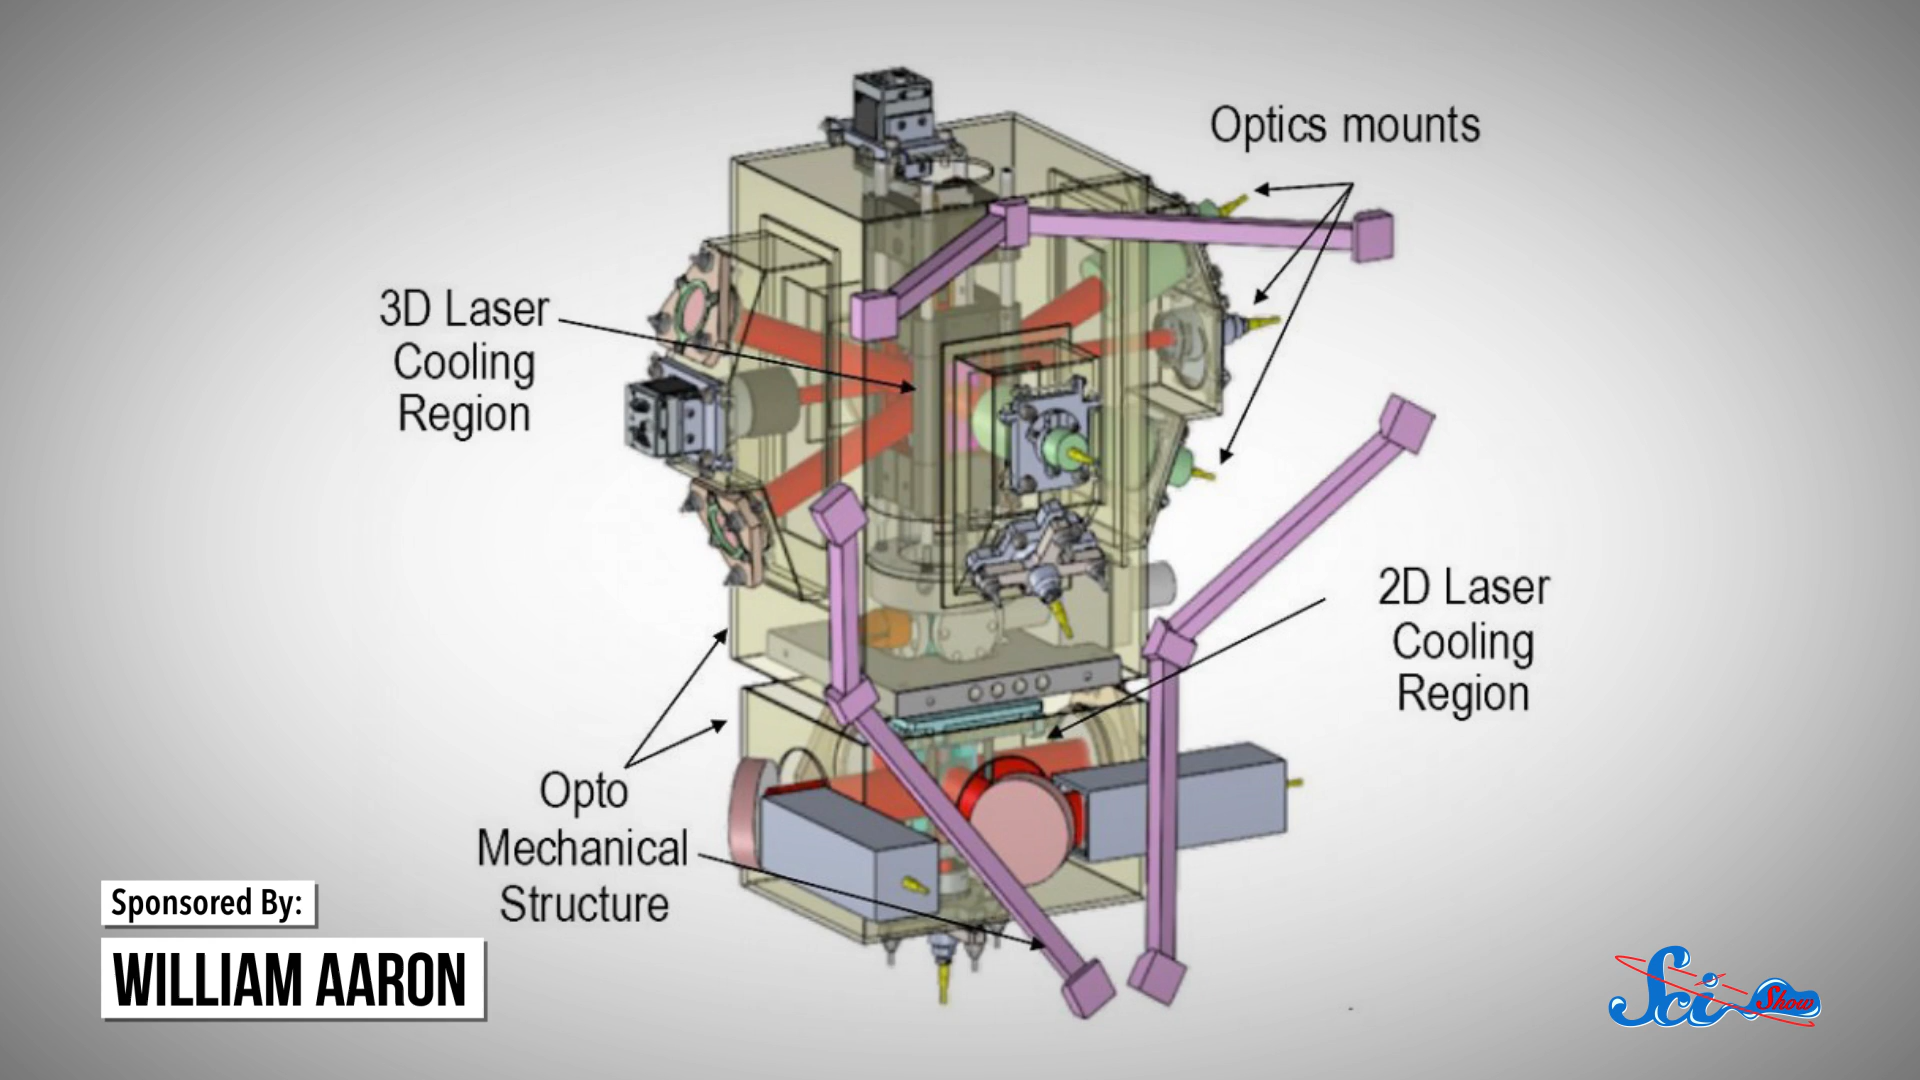 Optics mounts
3D Laser
Cooling
Region
2D Laser
Cooling
Region
Opto
Mechanical
Structure
Sponsored By:
WILLIAM AARON
Sci Show